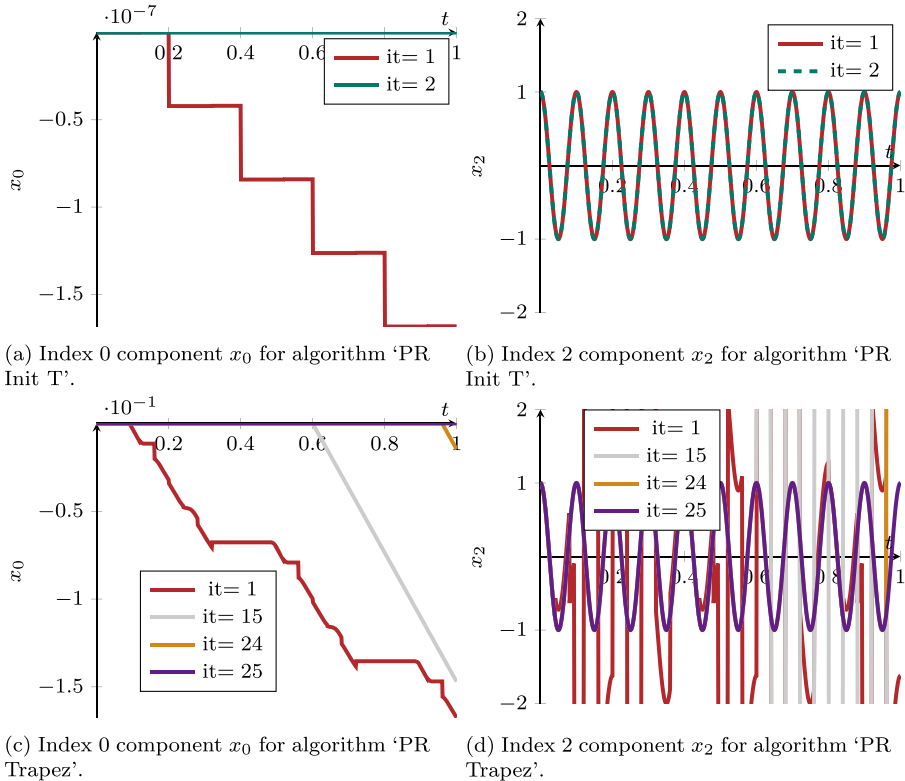 ·10⁻⁷
t
0.2 0.4 0.6 0.8 1
−0.5
−1
−1.5
x₀
it= 1
it= 2
(a) Index 0 component x₀ for algorithm ‘PR
Init T’.
2
1
−1
−2
x₂
t
0.2 0.4 0.6 0.8 1
it= 1
it= 2
(b) Index 2 component x₂ for algorithm ‘PR
Init T’.
·10⁻¹
t
0.2 0.4 0.6 0.8 1
−0.5
−1
−1.5
x₀
it= 1
it= 15
it= 24
it= 25
(c) Index 0 component x₀ for algorithm ‘PR
Trapez’.
2
1
−1
−2
x₂
t
0.2 0.4 0.6 0.8 1
it= 1
it= 15
it= 24
it= 25
(d) Index 2 component x₂ for algorithm ‘PR
Trapez’.